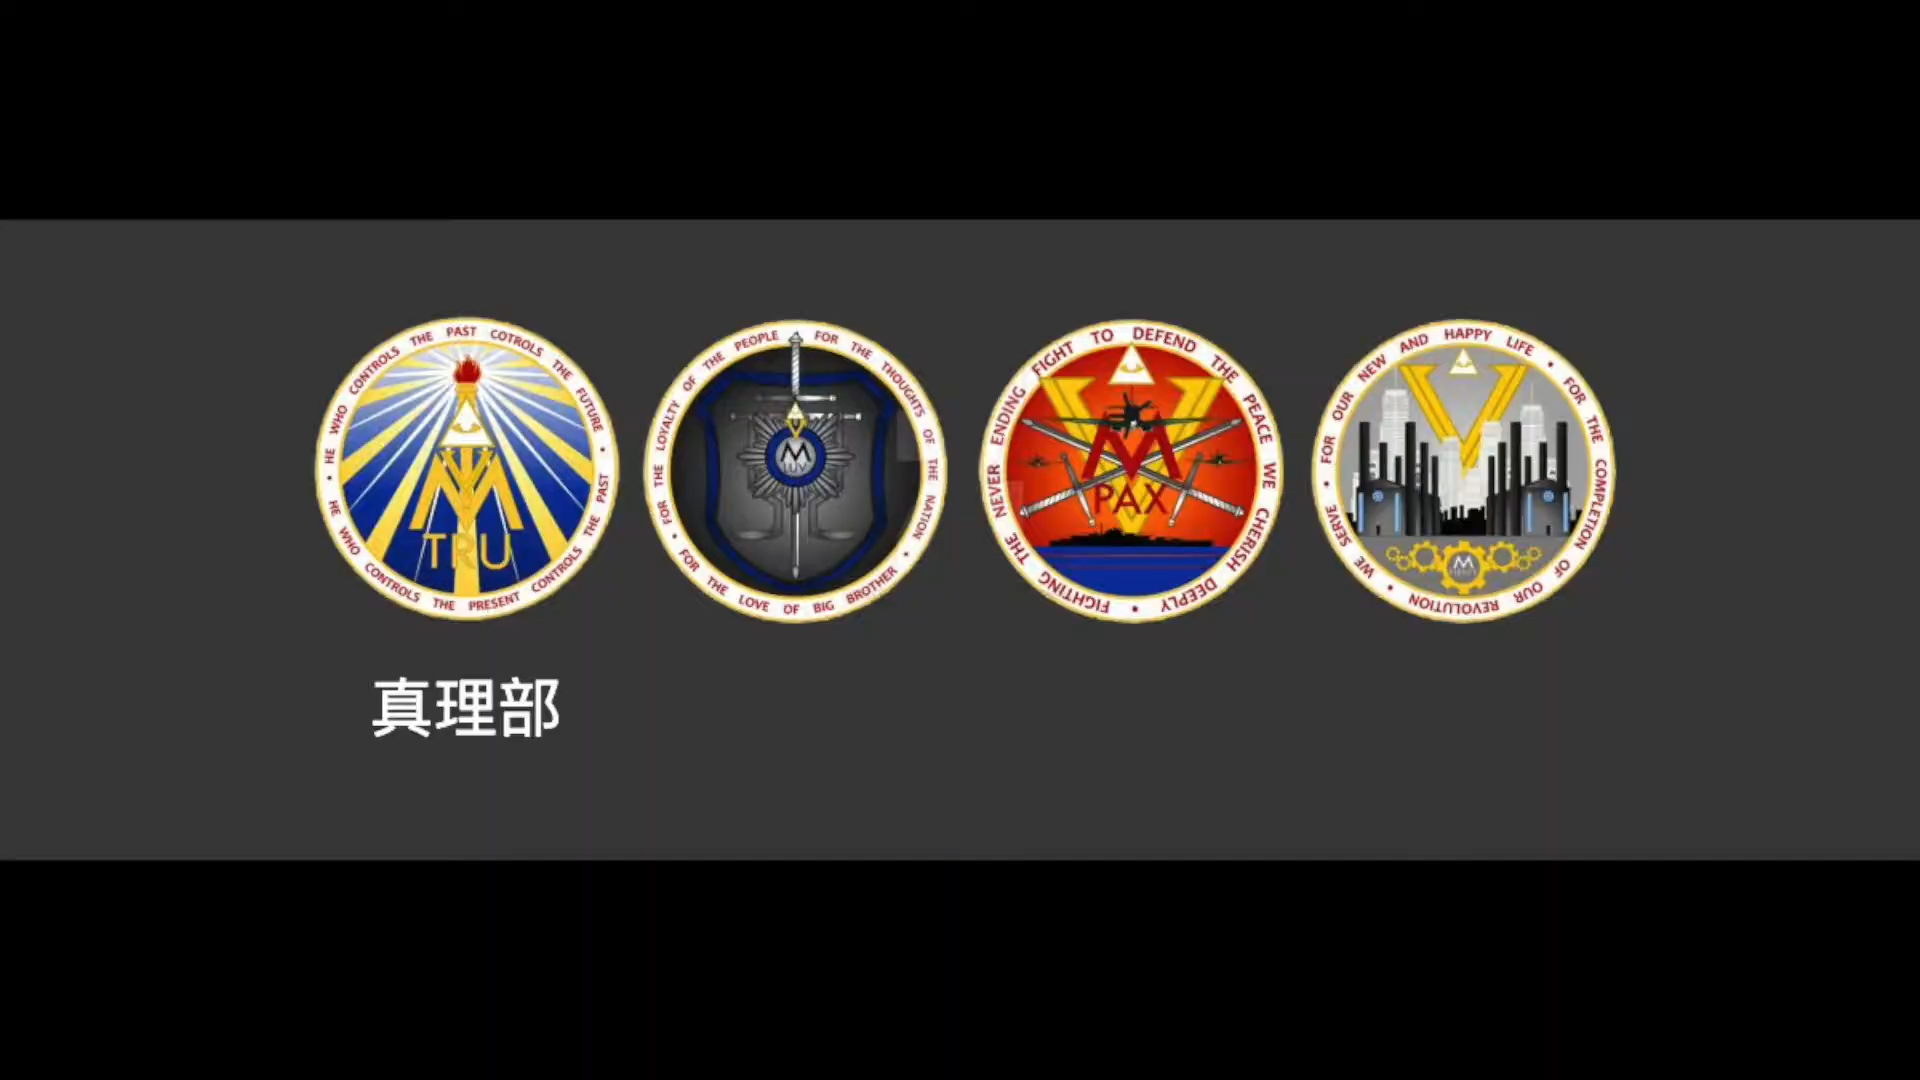 HE WHO CONTROLS THE PAST COTROLS THE FUTURE • HE WHO CONTROLS THE PRESENT CONTROLS THE PAST •
M
TRU
FOR THE LOYALTY OF THE PEOPLE FOR THE THOUGHTS OF THE NATION • FOR THE LOVE OF BIG BROTHER •
M
LUV
FIGHTING THE NEVER ENDING FIGHT TO DEFEND THE PEACE WE CHERISH DEEPLY •
V
M
PAX
WE SERVE • FOR OUR NEW AND HAPPY LIFE • FOR THE COMPLETION OF OUR REVOLUTION •
V
M
真理部